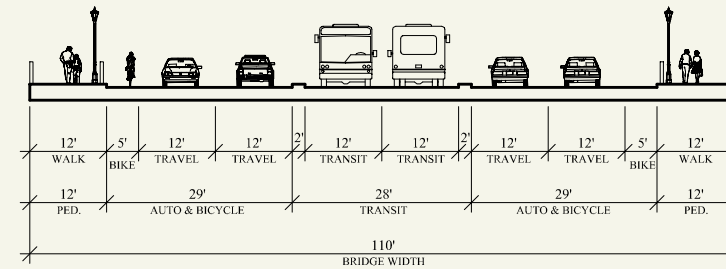 12' 5' 12' 12' 2' 12' 12' 2' 12' 12' 5' 12'
WALK BIKE TRAVEL TRAVEL TRANSIT TRANSIT TRAVEL TRAVEL BIKE WALK
12' 29' 28' 29' 12'
PED. AUTO & BICYCLE TRANSIT AUTO & BICYCLE PED.
110'
BRIDGE WIDTH